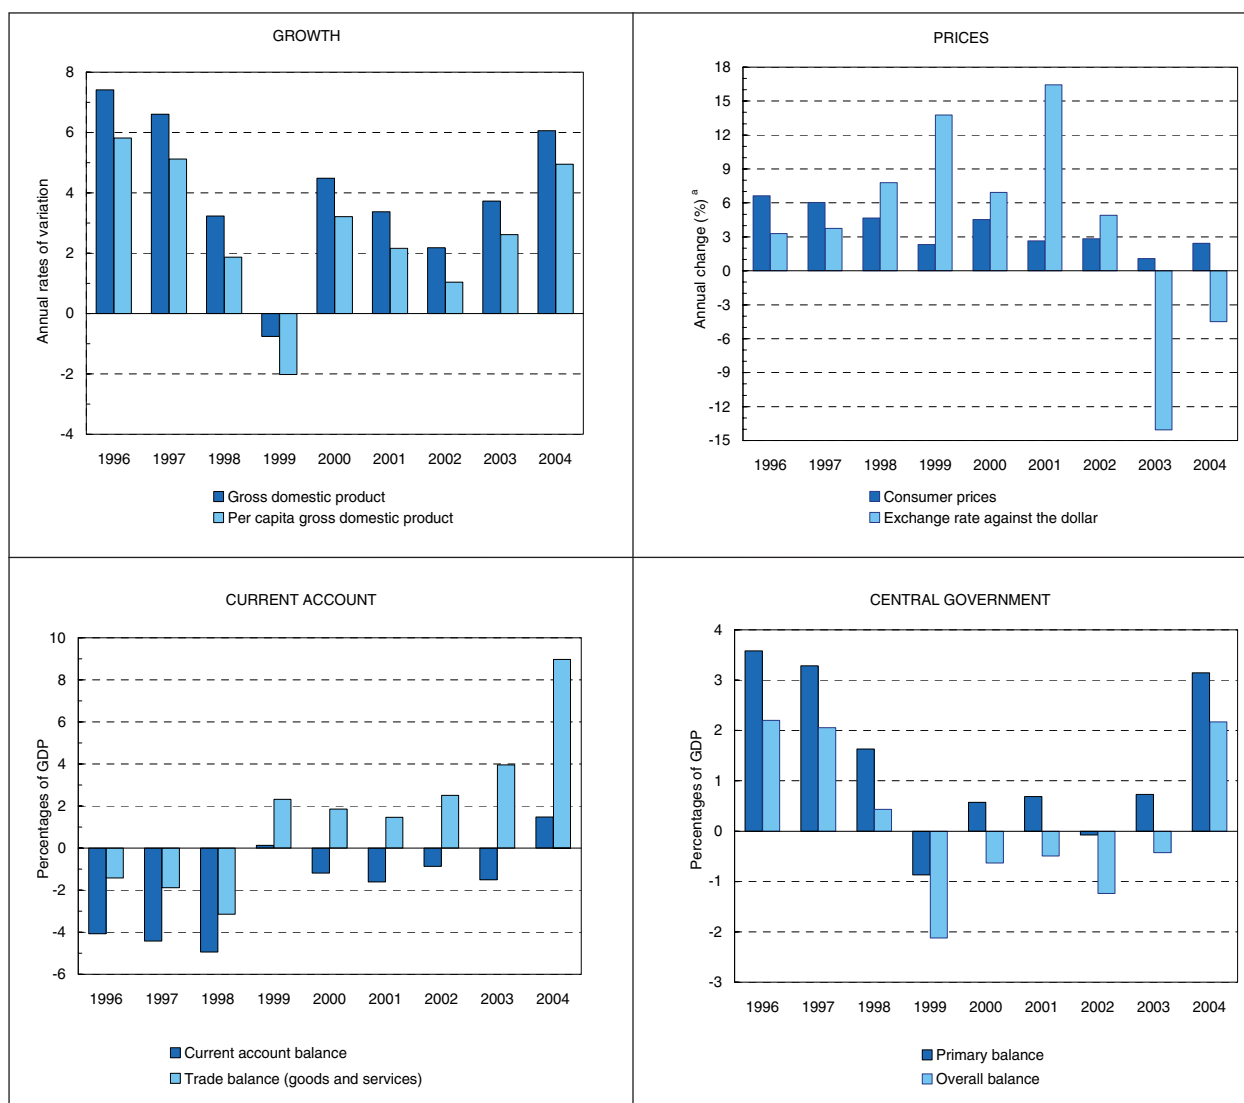 GROWTH
Annual rates of variation
8
6
4
2
0
-2
-4
1996 1997 1998 1999 2000 2001 2002 2003 2004
Gross domestic product
Per capita gross domestic product
PRICES
Annual change (%) a
18
15
12
9
6
3
0
-3
-6
-9
-12
-15
1996 1997 1998 1999 2000 2001 2002 2003 2004
Consumer prices
Exchange rate against the dollar
CURRENT ACCOUNT
Percentages of GDP
10
8
6
4
2
0
-2
-4
-6
1996 1997 1998 1999 2000 2001 2002 2003 2004
Current account balance
Trade balance (goods and services)
CENTRAL GOVERNMENT
Percentages of GDP
4
3
2
1
0
-1
-2
-3
1996 1997 1998 1999 2000 2001 2002 2003 2004
Primary balance
Overall balance